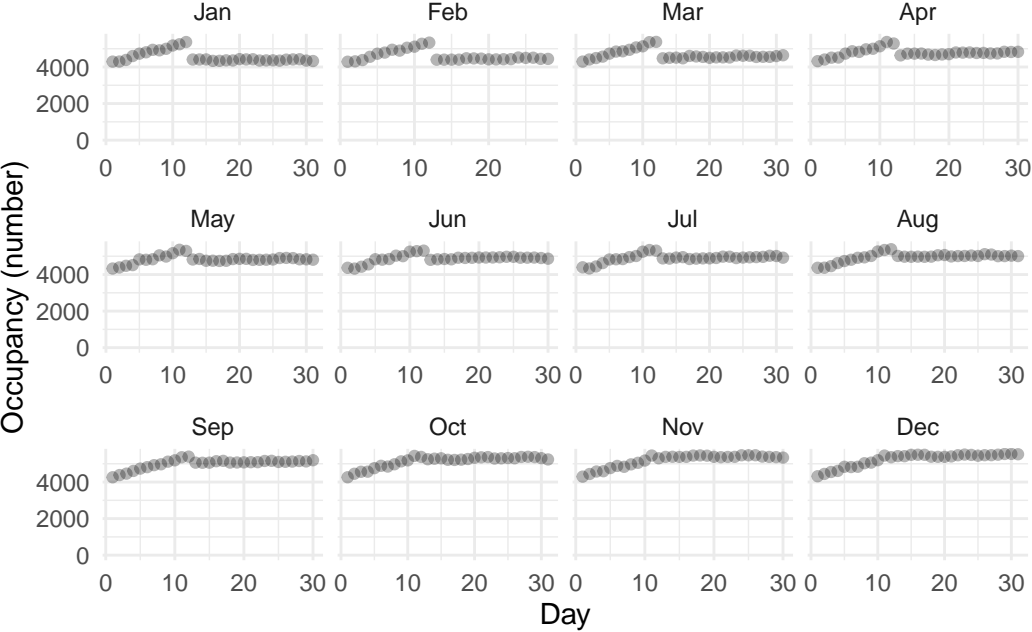 Jan Feb Mar Apr
4000
2000
0
0 10 20 30 0 10 20 0 10 20 30 0 10 20 30
May Jun Jul Aug
4000
2000
0
0 10 20 30 0 10 20 30 0 10 20 30 0 10 20 30
Sep Oct Nov Dec
4000
2000
0
0 10 20 30 0 10 20 30 0 10 20 30 0 10 20 30
Day
Occupancy (number)